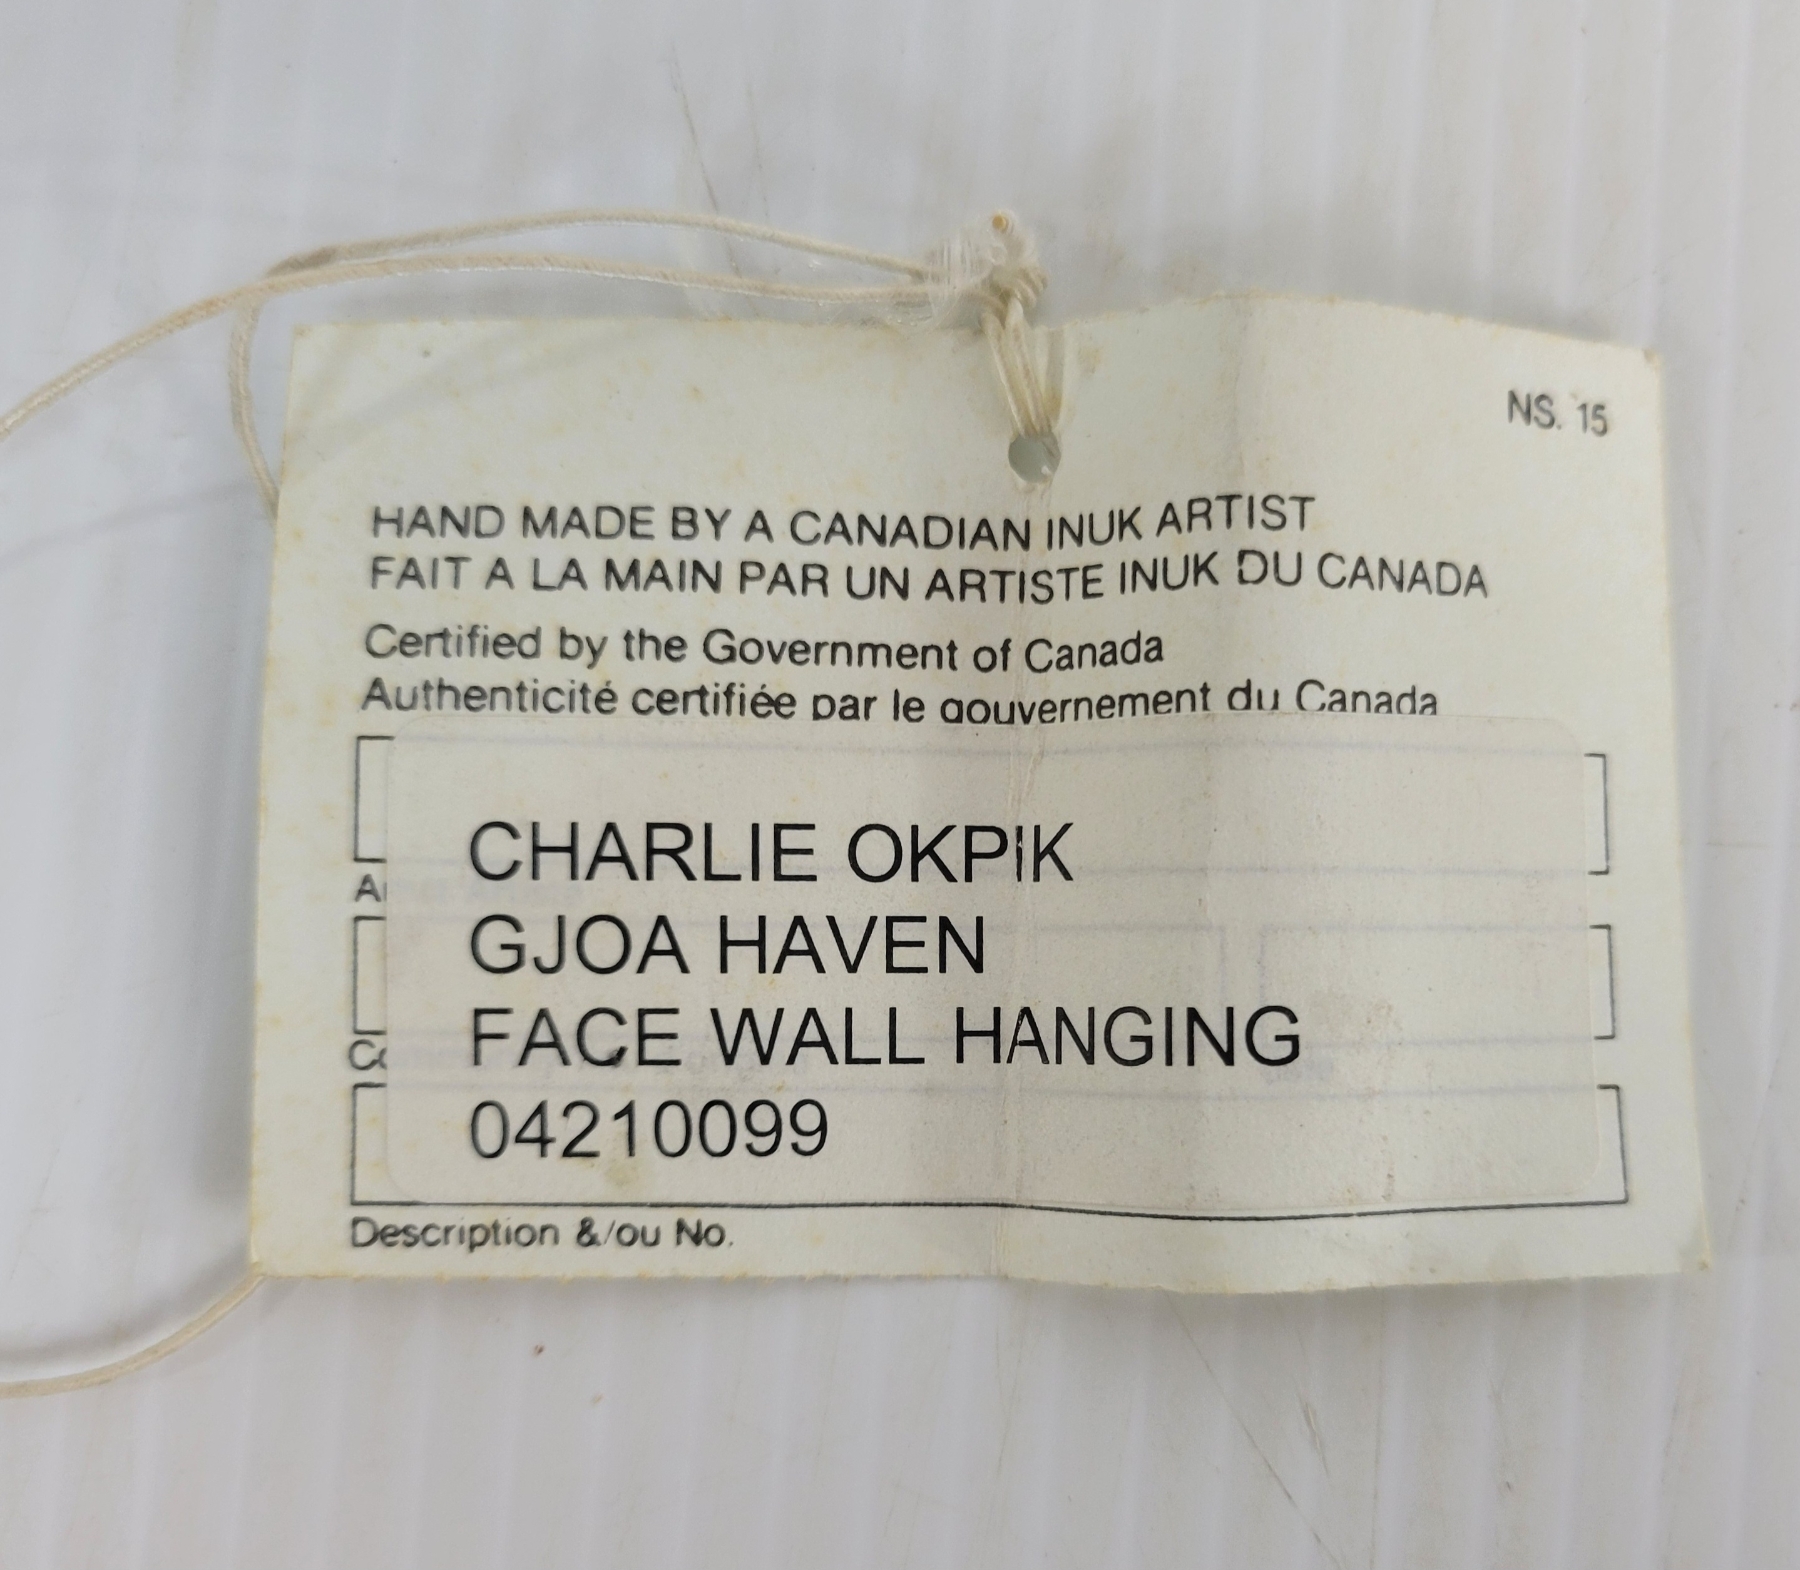 NS. 15
HAND MADE BY A CANADIAN INUK ARTIST
FAIT A LA MAIN PAR UN ARTISTE INUK DU CANADA
Certified by the Government of Canada
Authenticité certifiée par le gouvernement du Canada
CHARLIE OKPIK
GJOA HAVEN
FACE WALL HANGING
04210099
Description &/ou No.